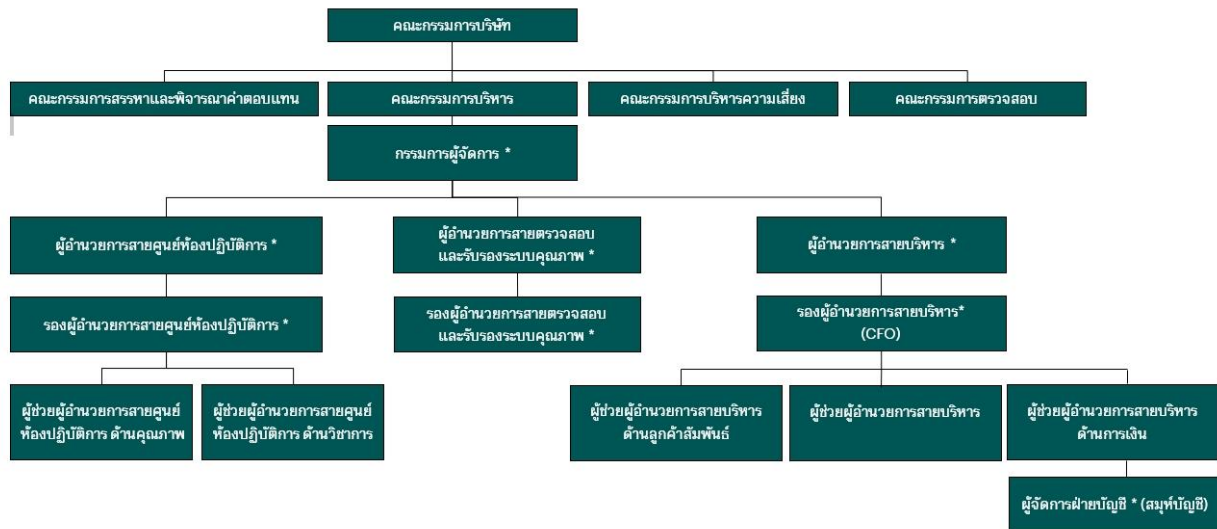 คณะกรรมการบริษัท
คณะกรรมการสรรหาและพิจารณาค่าตอบแทน
คณะกรรมการบริหาร
คณะกรรมการบริหารความเสี่ยง
คณะกรรมการตรวจสอบ
กรรมการผู้จัดการ *
ผู้อำนวยการสายศูนย์ห้องปฏิบัติการ *
ผู้อำนวยการสายตรวจสอบ
และรับรองระบบคุณภาพ *
ผู้อำนวยการสายบริหาร *
รองผู้อำนวยการสายศูนย์ห้องปฏิบัติการ *
รองผู้อำนวยการสายตรวจสอบ
และรับรองระบบคุณภาพ *
รองผู้อำนวยการสายบริหาร*
(CFO)
ผู้ช่วยผู้อำนวยการสายศูนย์
ห้องปฏิบัติการ ด้านคุณภาพ
ผู้ช่วยผู้อำนวยการสายศูนย์
ห้องปฏิบัติการ ด้านวิชาการ
ผู้ช่วยผู้อำนวยการสายบริหาร
ด้านลูกค้าสัมพันธ์
ผู้ช่วยผู้อำนวยการสายบริหาร
ผู้ช่วยผู้อำนวยการสายบริหาร
ด้านการเงิน
ผู้จัดการฝ่ายบัญชี * (สมุห์บัญชี)